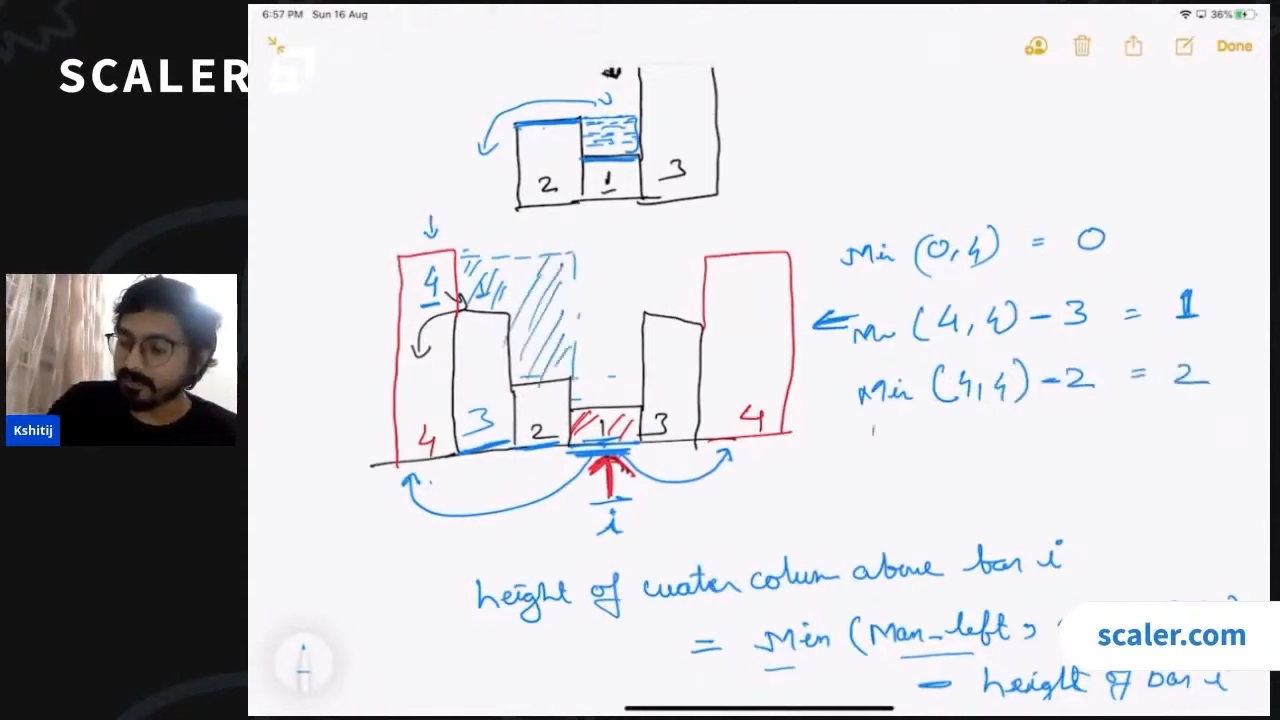 6:57 PM Sun 16 Aug
36%
SCALER
Done
2 1 3
Min (0,4) = 0
4
Min (4,4) - 3 = 1
Min (4,4) - 2 = 2
4 3 2 1 3 4
Kshitij
i
height of water column above bar i
= Min (Max-left,
- height of bar i
scaler.com